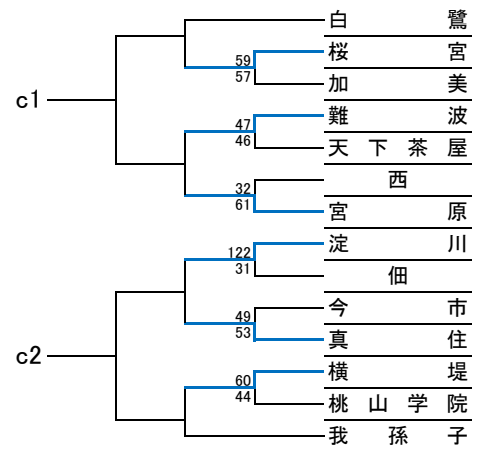 白鷺
59
桜宮
57
加美
c1
47
難波
46
天下茶屋
32
西
61
宮原
122
淀川
31
佃
49
今市
53
真住
c2
60
横堤
44
桃山学院
我孫子